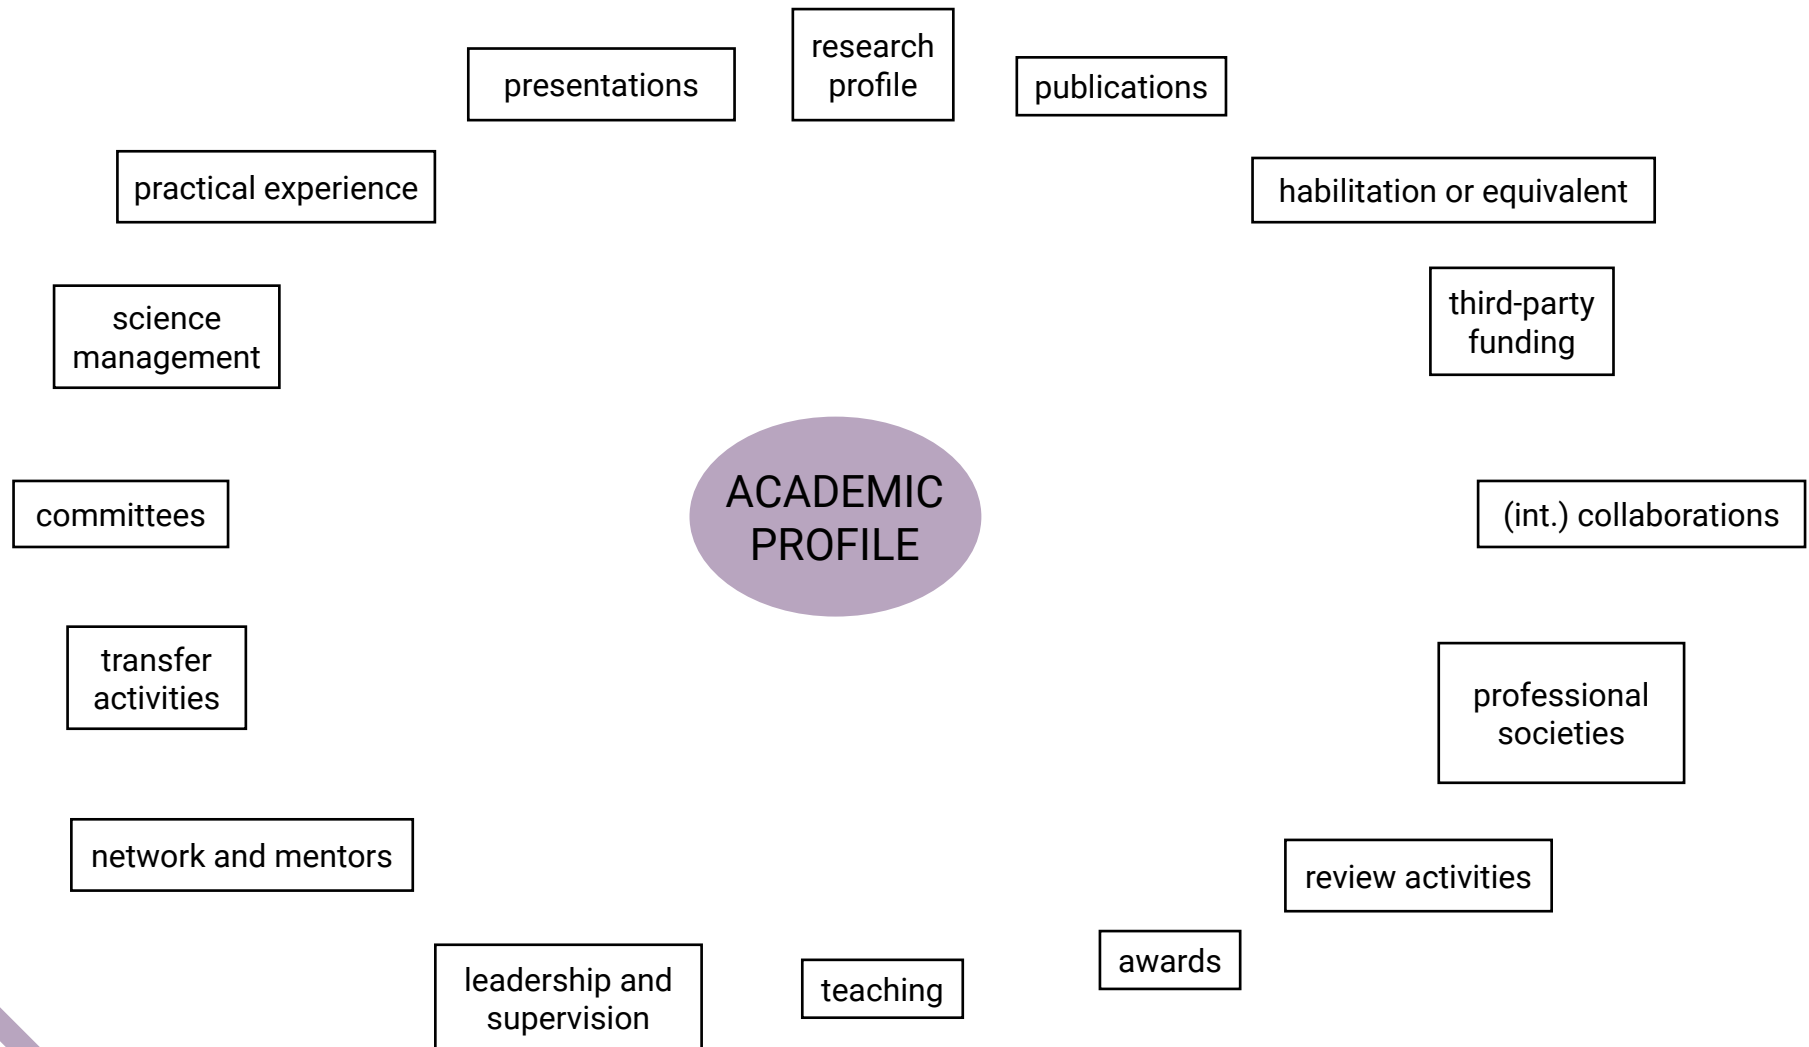 research
profile
presentations
publications
practical experience
habilitation or equivalent
science
management
third-party
funding
ACADEMIC
PROFILE
committees
(int.) collaborations
transfer
activities
professional
societies
network and mentors
review activities
awards
leadership and
supervision
teaching